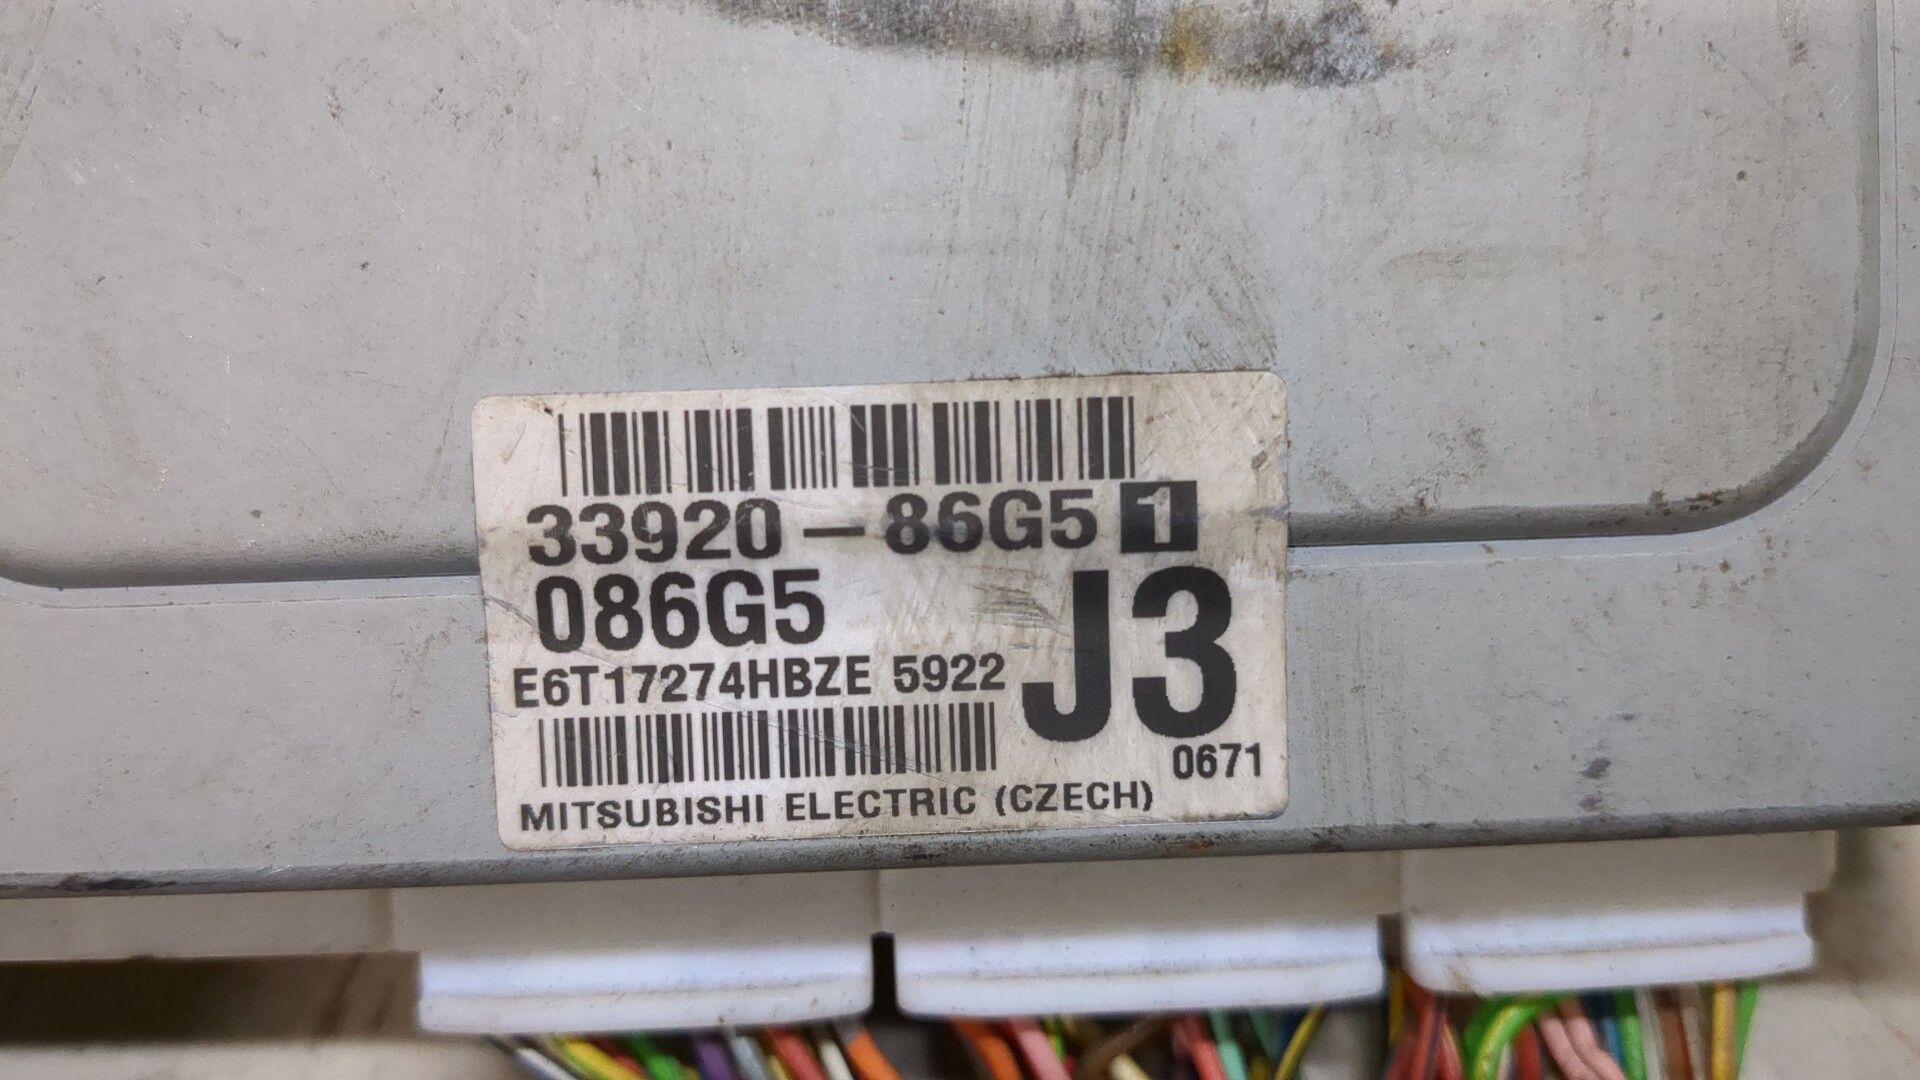 33920-86G5 1
086G5
J3
E6T17274HBZE 5922
0671
MITSUBISHI ELECTRIC (CZECH)